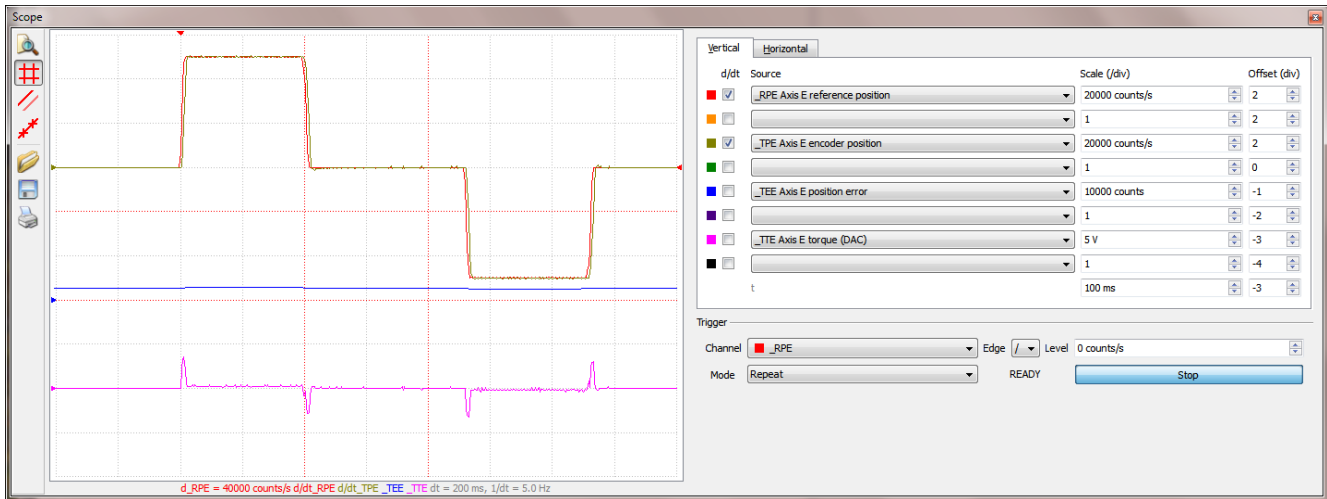 Scope
Vertical Horizontal
d/dt Source Scale (/div) Offset (div)
_RPE Axis E reference position 20000 counts/s 2
1 2
_TPE Axis E encoder position 20000 counts/s 2
1 0
_TEE Axis E position error 10000 counts -1
1 -2
_TTE Axis E torque (DAC) 5 V -3
1 -4
t 100 ms -3
Trigger
Channel _RPE Edge / Level 0 counts/s
Mode Repeat READY Stop
d_RPE = 40000 counts/s d/dt_RPE d/dt_TPE _TEE _TTE dt = 200 ms, 1/dt = 5.0 Hz